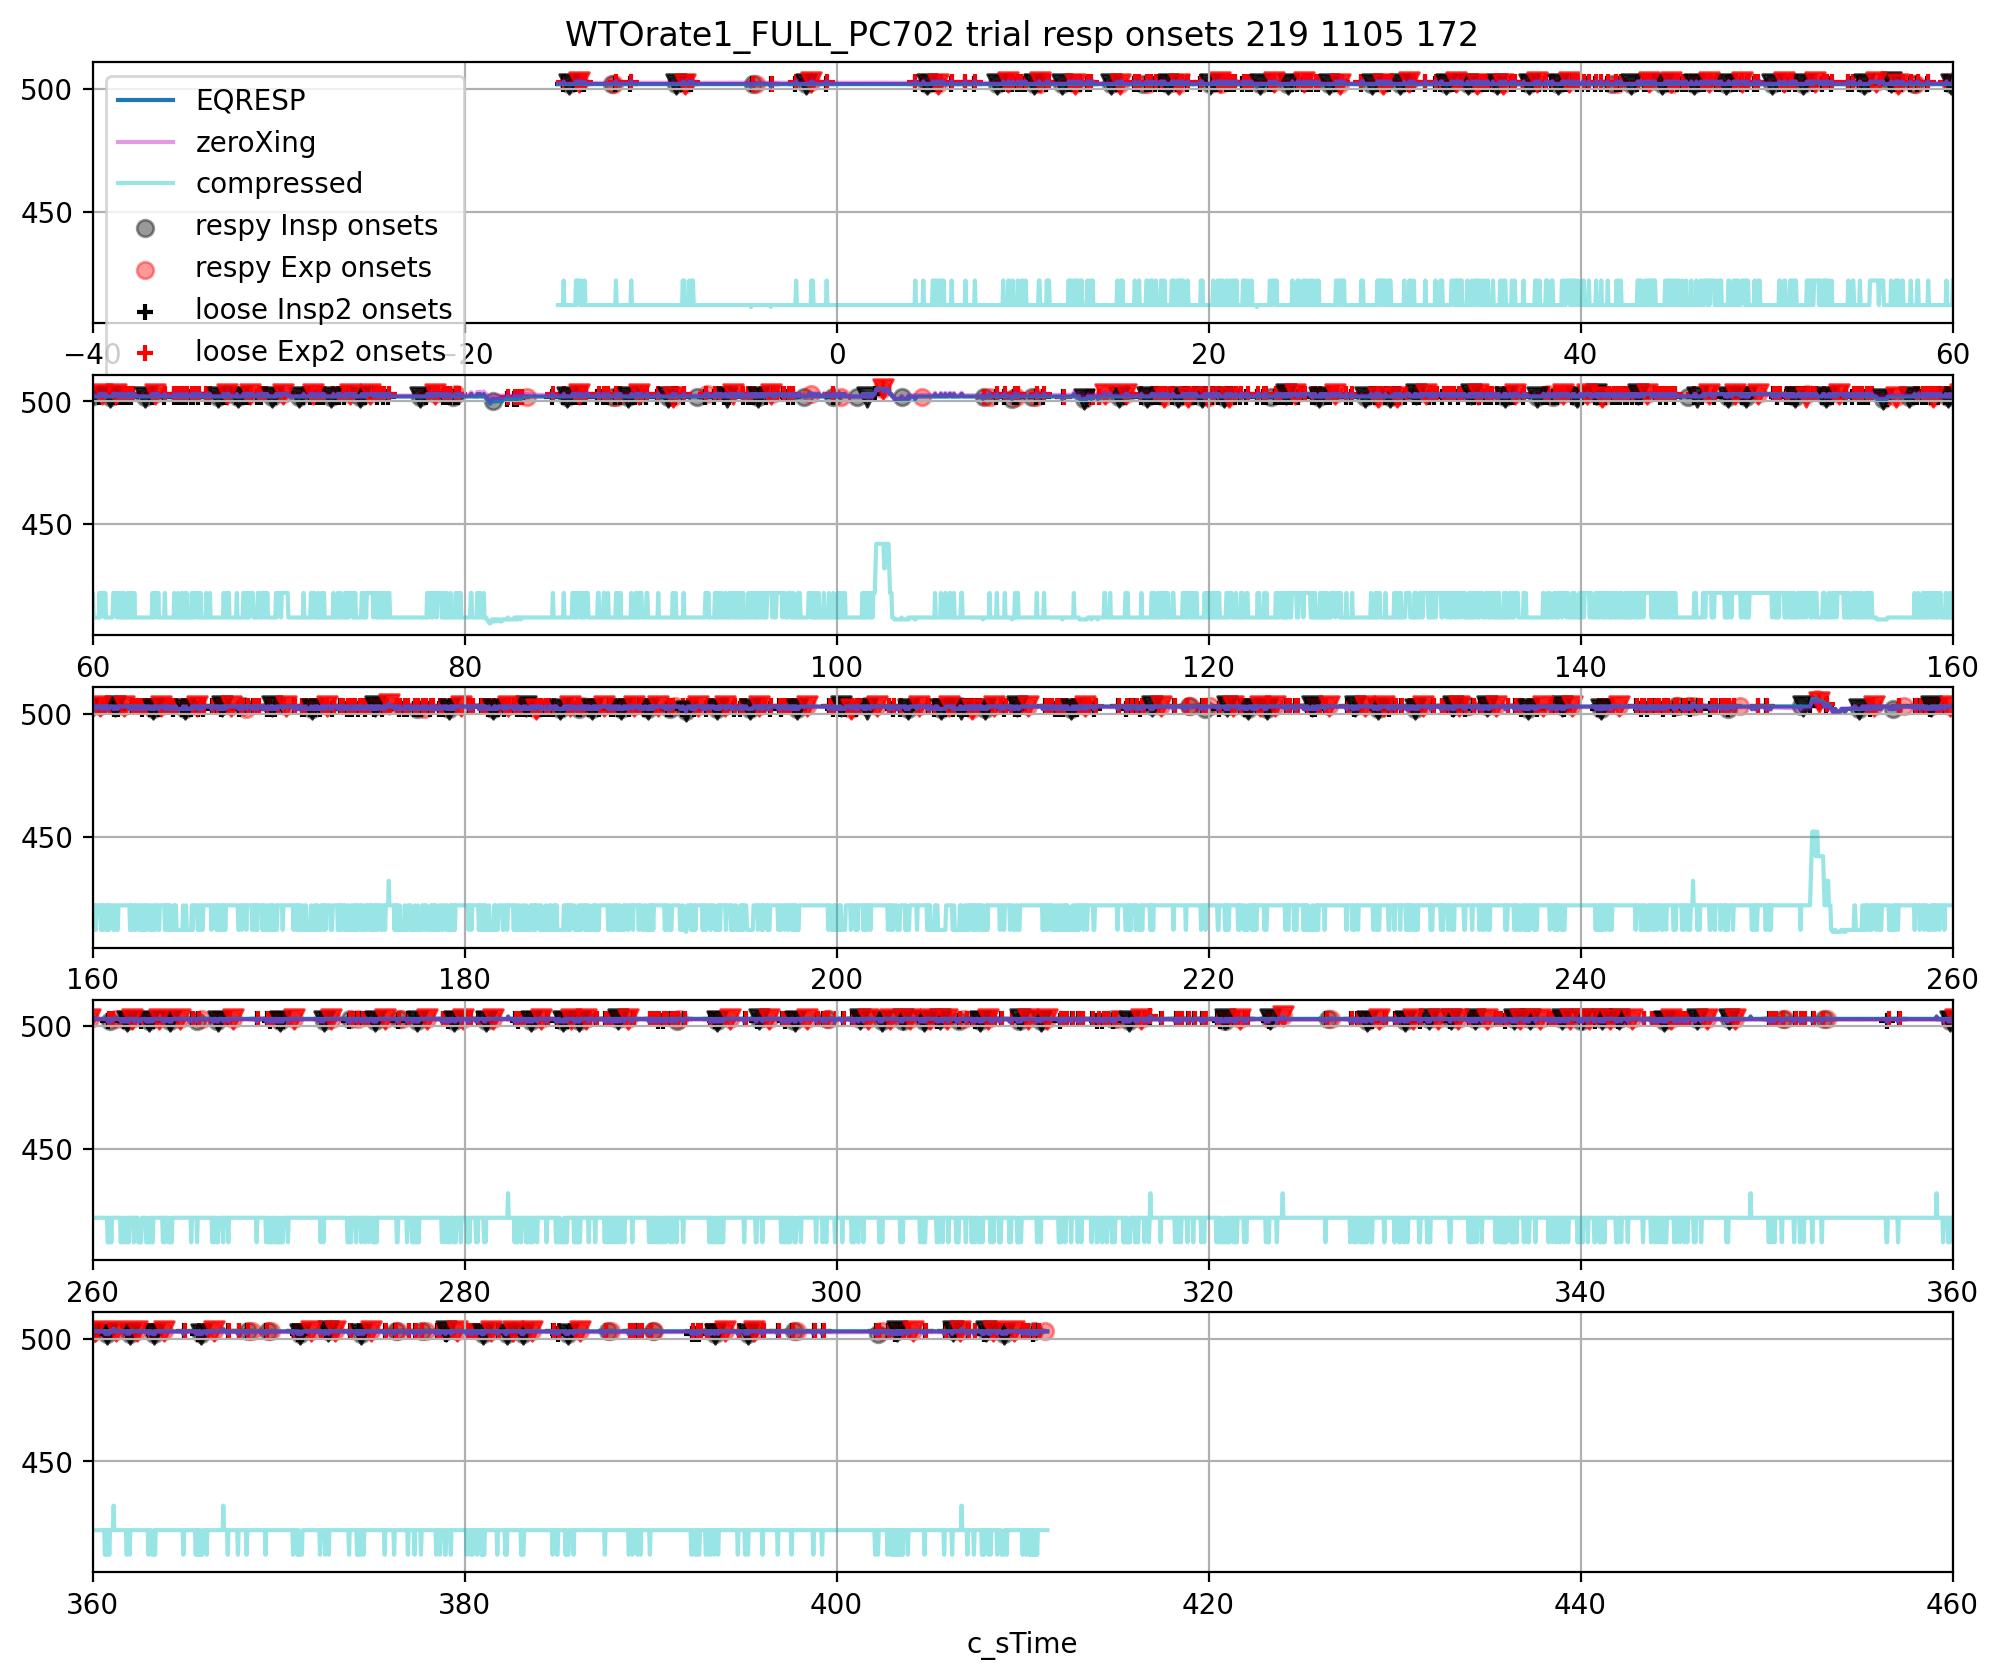 WTOrate1_FULL_PC702 trial resp onsets 219 1105 172
500
450
EQRESP
zeroXing
compressed
respy Insp onsets
respy Exp onsets
loose Insp2 onsets
loose Exp2 onsets
−40 −20 0 20 40 60
500
450
60 80 100 120 140 160
500
450
160 180 200 220 240 260
500
450
260 280 300 320 340 360
500
450
360 380 400 420 440 460
c_sTime